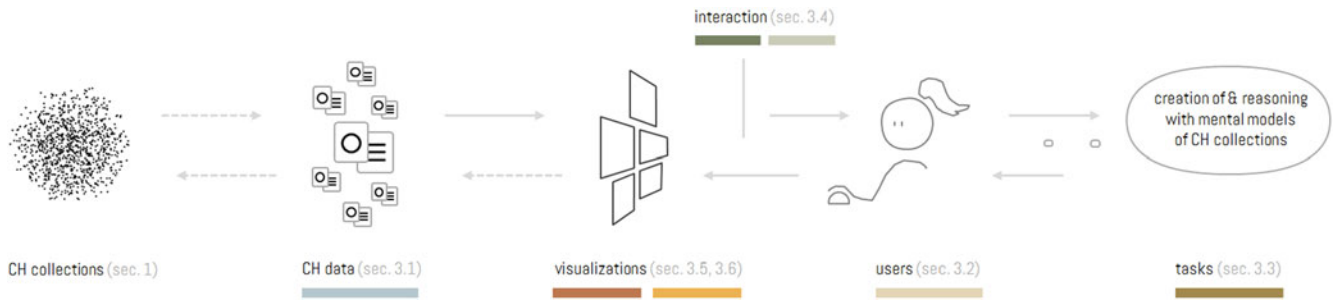 interaction (sec. 3.4)
creation of & reasoning
with mental models
of CH collections
CH collections (sec. 1)
CH data (sec. 3.1)
visualizations (sec. 3.5, 3.6)
users (sec. 3.2)
tasks (sec. 3.3)